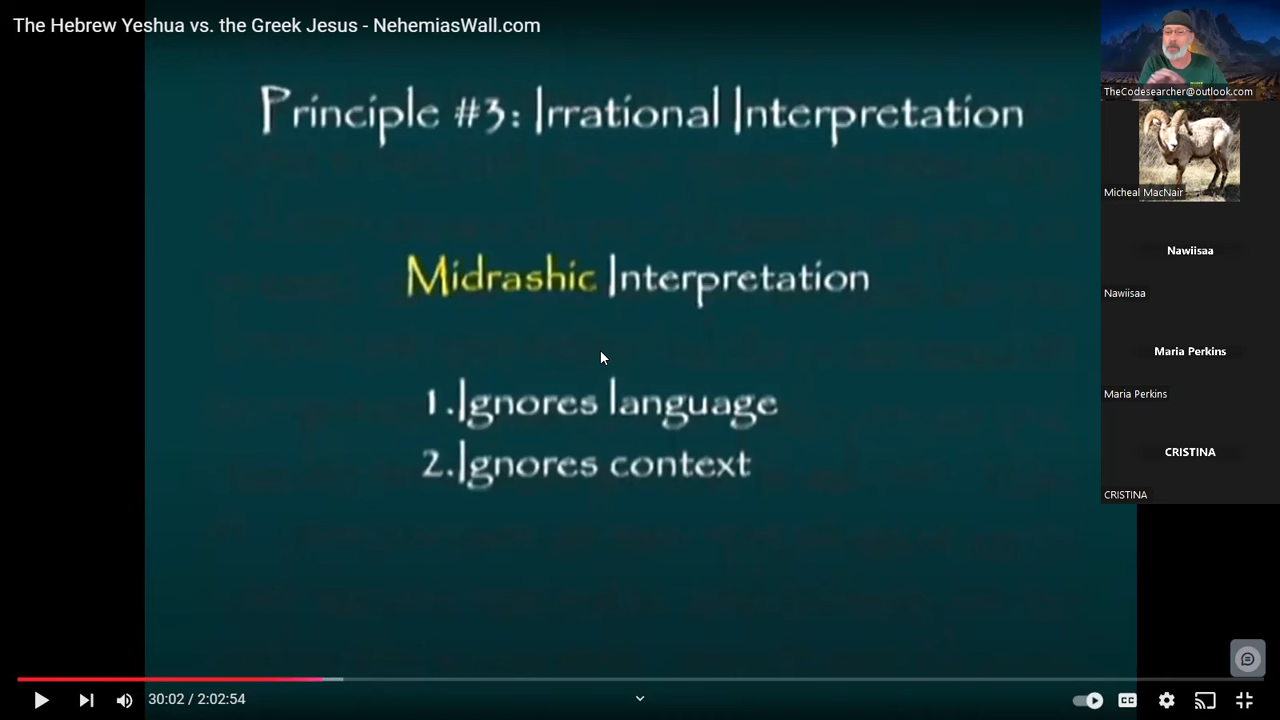 The Hebrew Yeshua vs. the Greek Jesus - NehemiasWall.com
Principle #3: Irrational Interpretation
Midrashic Interpretation
1.Ignores language
2.Ignores context
TheCodesearcher@outlook.com
Micheal MacNair
Nawiisaa
Nawiisaa
Maria Perkins
Maria Perkins
CRISTINA
CRISTINA
30:02 / 2:02:54
CC